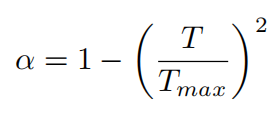 α = 1 − (T / T_max)^2